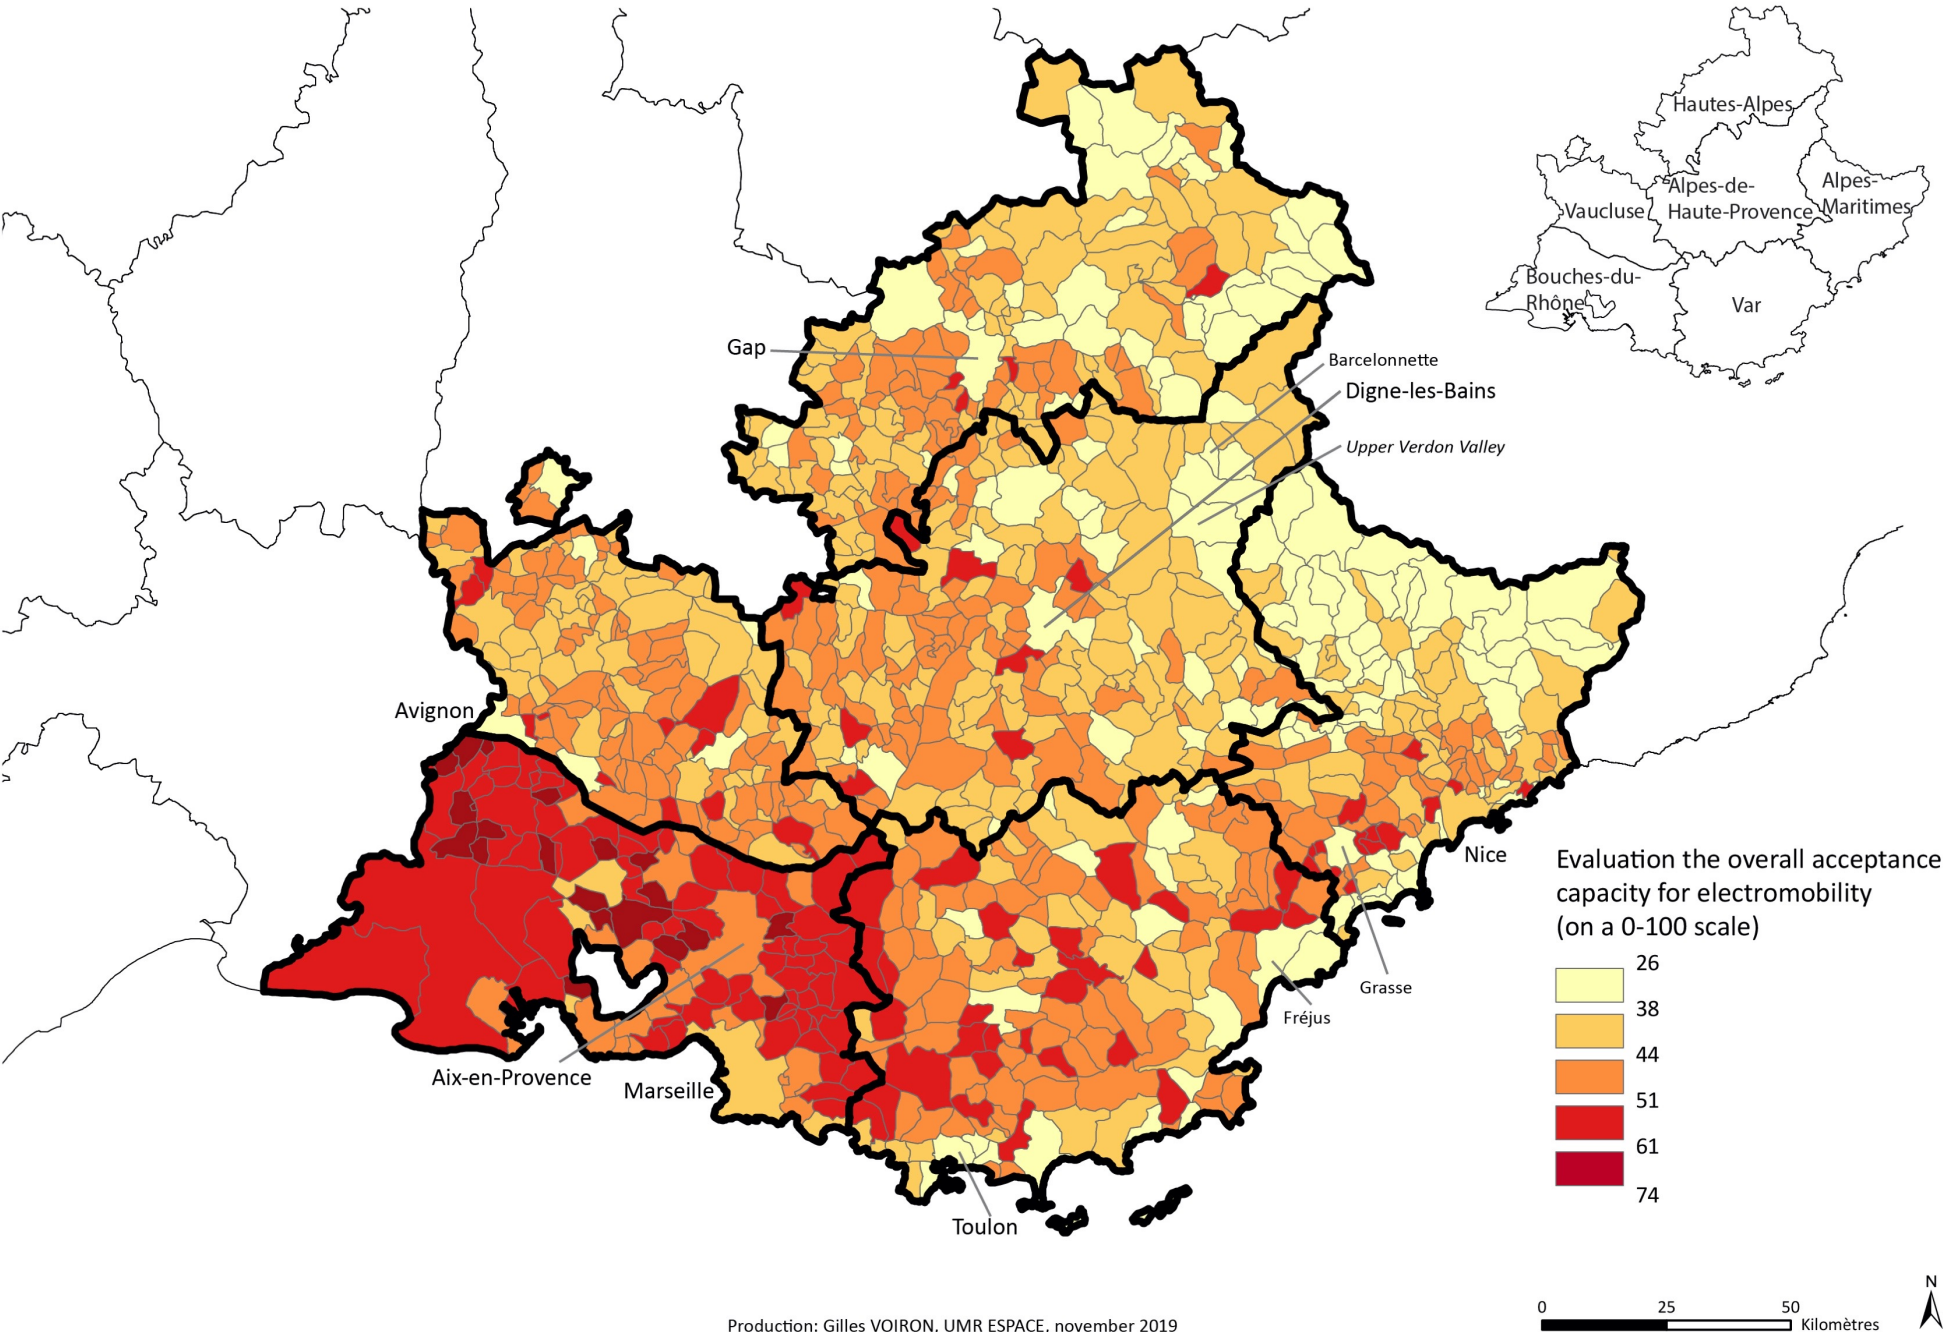 Hautes-Alpes
Alpes-de-
Haute-Provence
Alpes-
Maritimes
Vaucluse
Bouches-du-
Rhône
Var
Gap
Barcelonnette
Digne-les-Bains
Upper Verdon Valley
Avignon
Nice
Grasse
Fréjus
Aix-en-Provence
Marseille
Toulon
Evaluation the overall acceptance
capacity for electromobility
(on a 0-100 scale)
26
38
44
51
61
74
N
0 25 50
Kilomètres
Production: Gilles VOIRON, UMR ESPACE, november 2019